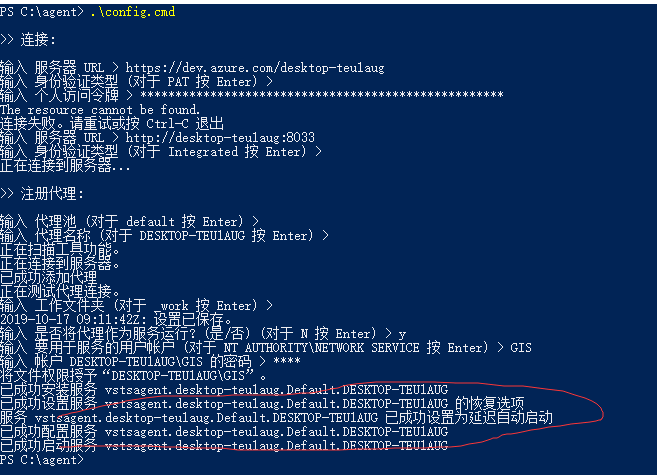 PS C:\agent> .\config.cmd
>> 连接:
输入 服务器 URL > https://dev.azure.com/desktop-teu1aug
输入 身份验证类型 (对于 PAT 按 Enter) >
输入 个人访问令牌 > ****************************************************
The resource cannot be found.
连接失败。请重试或按 Ctrl-C 退出
输入 服务器 URL > http://desktop-teu1aug:8033
输入 身份验证类型 (对于 Integrated 按 Enter) >
正在连接到服务器...
>> 注册代理:
输入 代理池 (对于 default 按 Enter) >
输入 代理名称 (对于 DESKTOP-TEU1AUG 按 Enter) >
正在扫描工具功能。
正在连接到服务器。
已成功添加代理
正在测试代理连接。
输入 工作文件夹 (对于 _work 按 Enter) >
2019-10-17 09:11:42Z: 设置已保存。
输入 是否将代理作为服务运行? (是/否) (对于 N 按 Enter) > y
输入 要用于服务的用户帐户 (对于 NT AUTHORITY\NETWORK SERVICE 按 Enter) > GIS
输入 帐户 DESKTOP-TEU1AUG\GIS 的密码 > ****
将文件权限授予“DESKTOP-TEU1AUG\GIS”。
已成功安装服务 vstsagent.desktop-teu1aug.Default.DESKTOP-TEU1AUG
已成功设置服务 vstsagent.desktop-teu1aug.Default.DESKTOP-TEU1AUG 的恢复选项
服务 vstsagent.desktop-teu1aug.Default.DESKTOP-TEU1AUG 已成功设置为延迟自动启动
已成功配置服务 vstsagent.desktop-teu1aug.Default.DESKTOP-TEU1AUG
已成功启动服务 vstsagent.desktop-teu1aug.Default.DESKTOP-TEU1AUG
PS C:\agent>